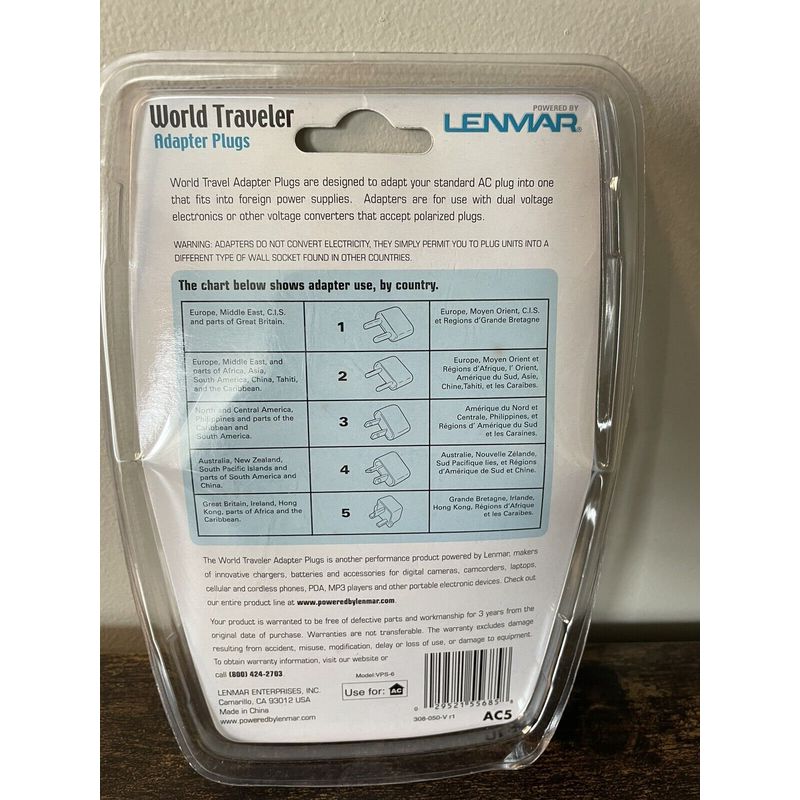 World Traveler
Adapter Plugs
POWERED BY
LENMAR®
World Travel Adapter Plugs are designed to adapt your standard AC plug into one
that fits into foreign power supplies. Adapters are for use with dual voltage
electronics or other voltage converters that accept polarized plugs.
WARNING: ADAPTERS DO NOT CONVERT ELECTRICITY, THEY SIMPLY PERMIT YOU TO PLUG UNITS INTO A
DIFFERENT TYPE OF WALL SOCKET FOUND IN OTHER COUNTRIES.
The chart below shows adapter use, by country.
Europe, Middle East, C.I.S.
and parts of Great Britain.
1
Europe, Moyen Orient, C.I.S.
et Regions d'Grande Bretagne
Europe, Middle East, and
parts of Africa, Asia,
South America, China, Tahiti,
and the Caribbean.
2
Europe, Moyen Orient et
Régions d'Afrique, l' Orient,
Amérique du Sud, Asie,
Chine,Tahiti, et les Caraibes.
North and Central America,
Philippines and parts of the
Caribbean and
South America.
3
Amérique du Nord et
Centrale, Philippines, et
Régions d' Amérique du Sud
et les Caraines.
Australia, New Zealand,
South Pacific Islands and
parts of South America and
China.
4
Australie, Nouvelle Zélande,
Sud Pacifique lies, et Régions
d'Amérique de Sud et Chine.
Great Britain, Ireland, Hong
Kong, parts of Africa and the
Caribbean.
5
Grande Bretagne, Irlande,
Hong Kong, Régions d'Afrique
et les Caraïbes.
The World Traveler Adapter Plugs is another performance product powered by Lenmar, makers
of innovative chargers, batteries and accessories for digital cameras, camcorders, laptops,
cellular and cordless phones, PDA, MP3 players and other portable electronic devices. Check out
our entire product line at www.poweredbylenmar.com.
Your product is warranted to be free of defective parts and workmanship for 3 years from the
original date of purchase. Warranties are not transferable. The warranty excludes damage
resulting from accident, misuse, modification, delay or loss of use, or damage to equipment.
To obtain warranty information, visit our website or
call (800) 424-2703
LENMAR ENTERPRISES, INC.
Camarillo, CA 93012 USA
Made in China
www.poweredbylenmar.com
Model:VPS-6
Use for: AC
0 29521 55685 8
308-050-V r1
AC5